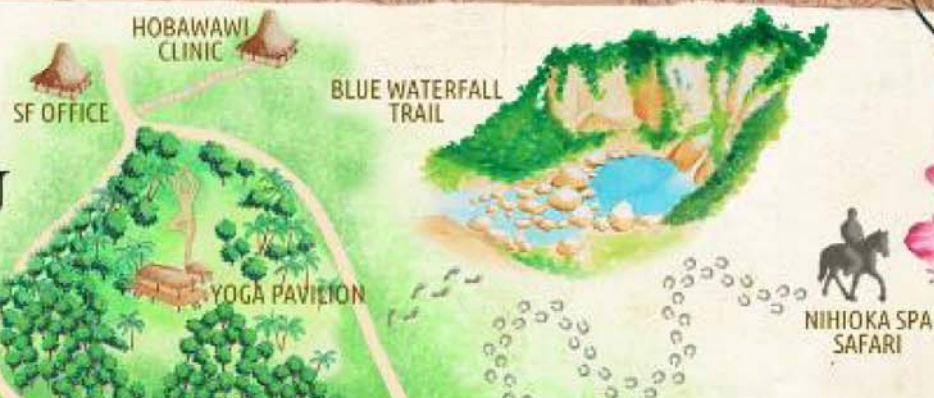 HOBAWAWI
CLINIC
SF OFFICE
BLUE WATERFALL
TRAIL
YOGA PAVILION
NIHIOKA SPA
SAFARI